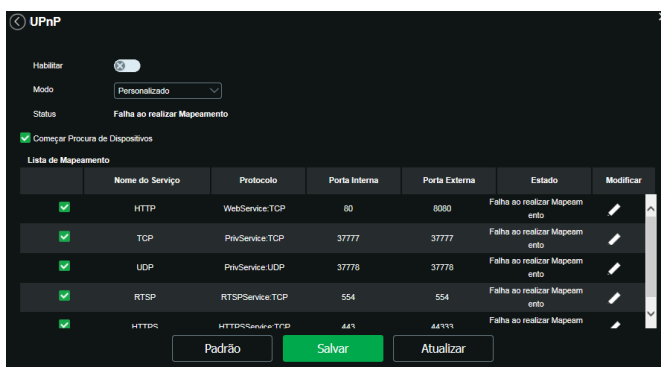 UPnP
Habilitar
Modo Personalizado
Status Falha ao realizar Mapeamento
Começar Procura de Dispositivos
Lista de Mapeamento
Nome do Serviço Protocolo Porta Interna Porta Externa Estado Modificar
HTTP WebService:TCP 80 8080 Falha ao realizar Mapeam
ento
TCP PrivService:TCP 37777 37777 Falha ao realizar Mapeam
ento
UDP PrivService:UDP 37778 37778 Falha ao realizar Mapeam
ento
RTSP RTSPService:TCP 554 554 Falha ao realizar Mapeam
ento
HTTPS HTTPSService:TCP 443 44333 Falha ao realizar Mapeam
ento
Padrão Salvar Atualizar